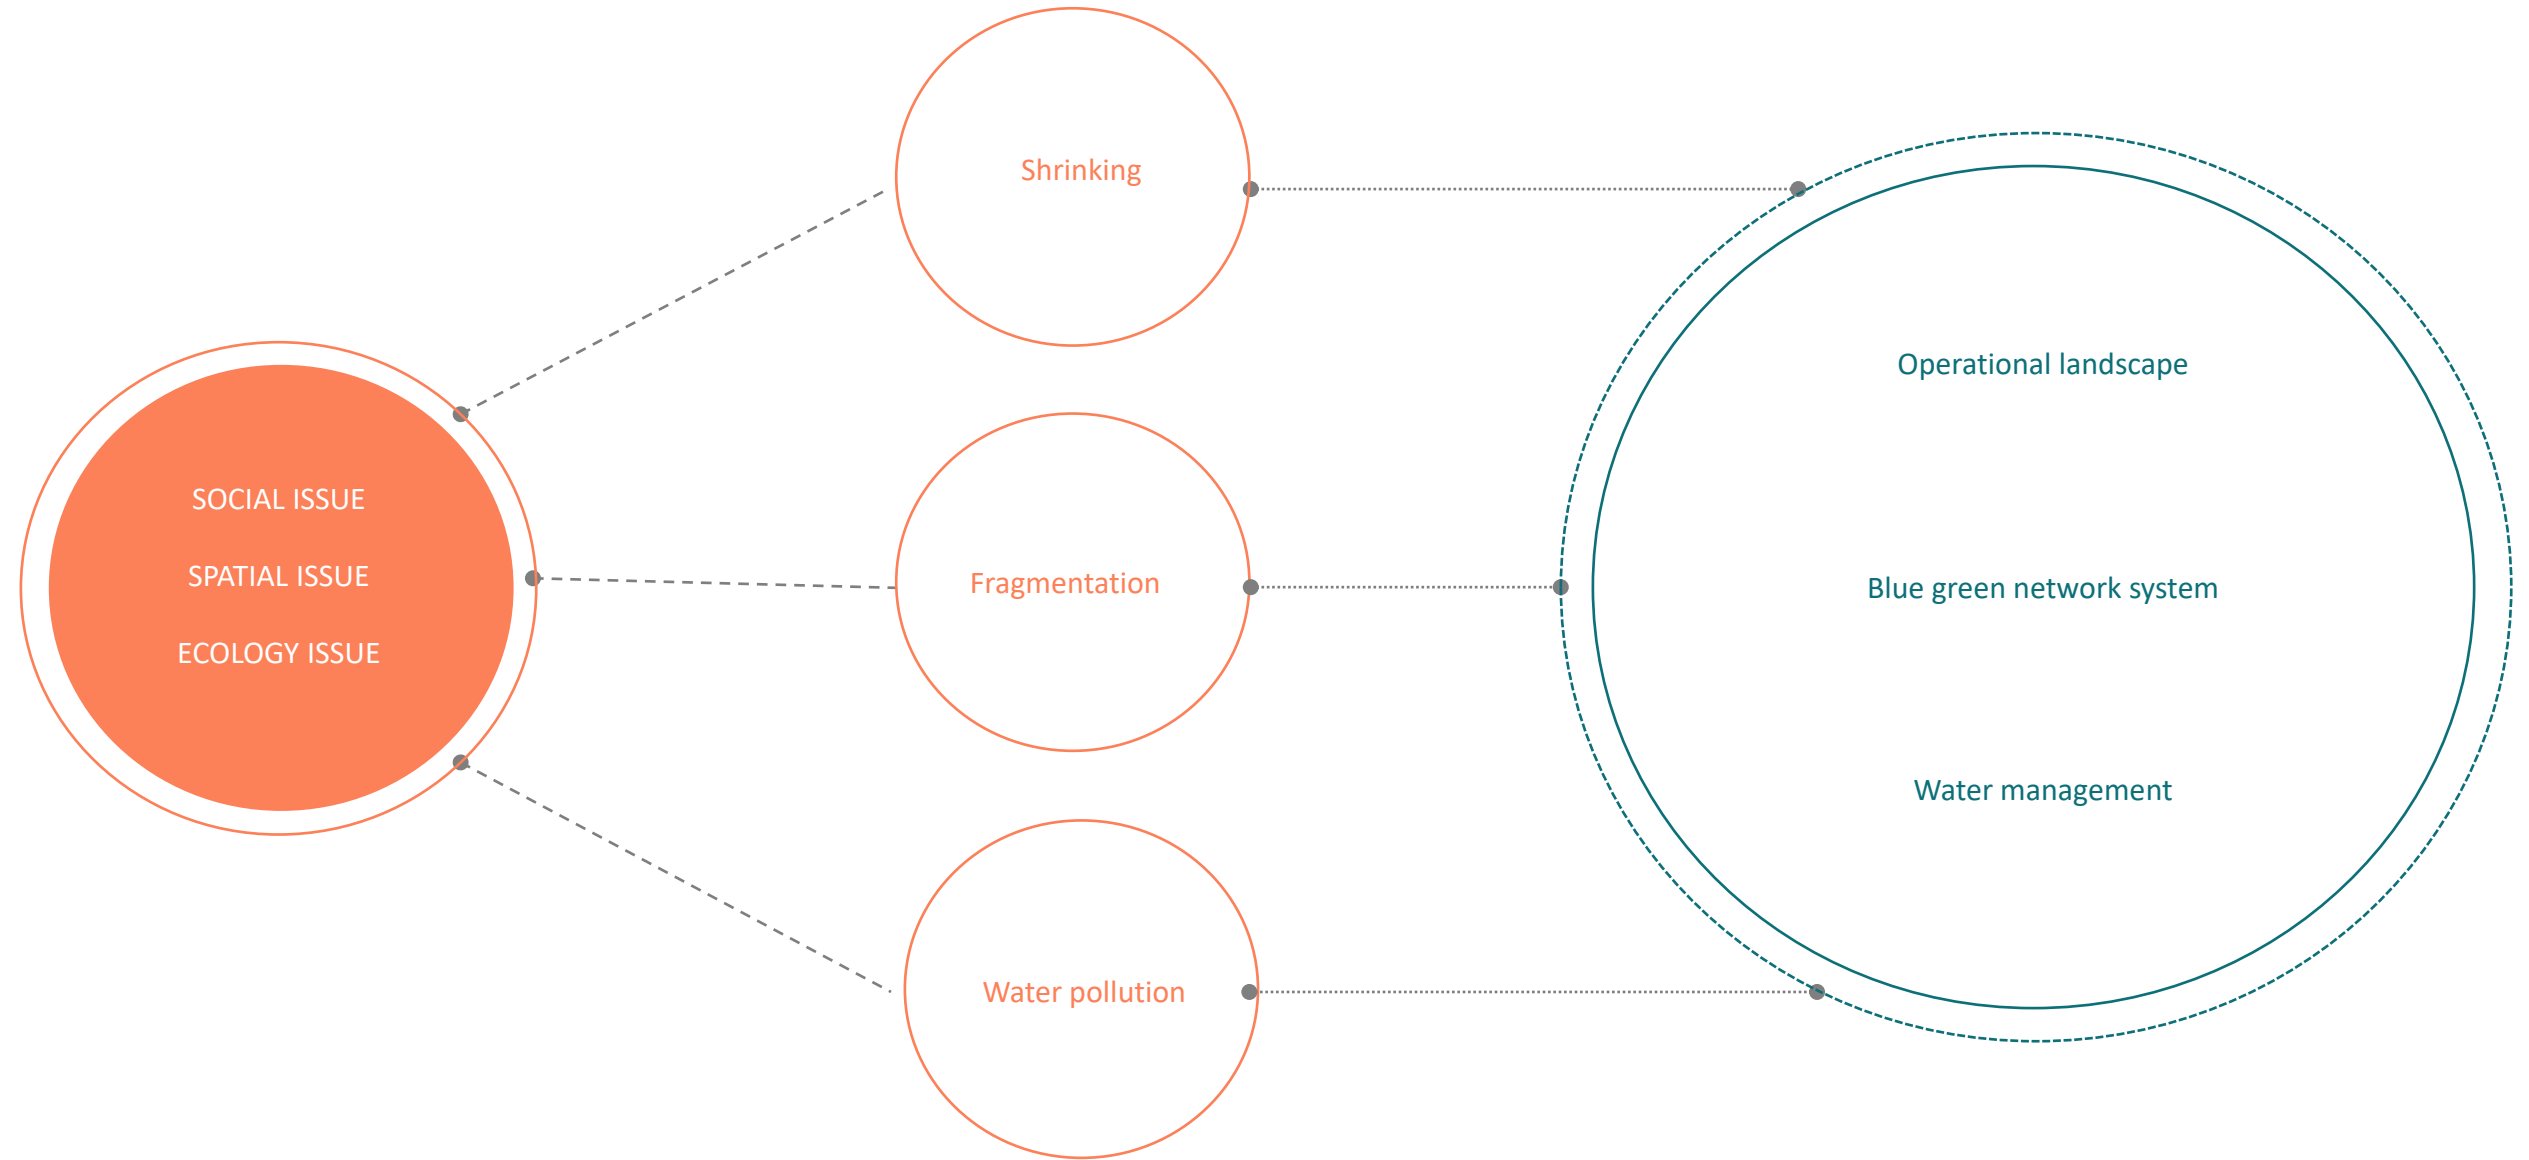 SOCIAL ISSUE
SPATIAL ISSUE
ECOLOGY ISSUE
Shrinking
Fragmentation
Water pollution
Operational landscape
Blue green network system
Water management